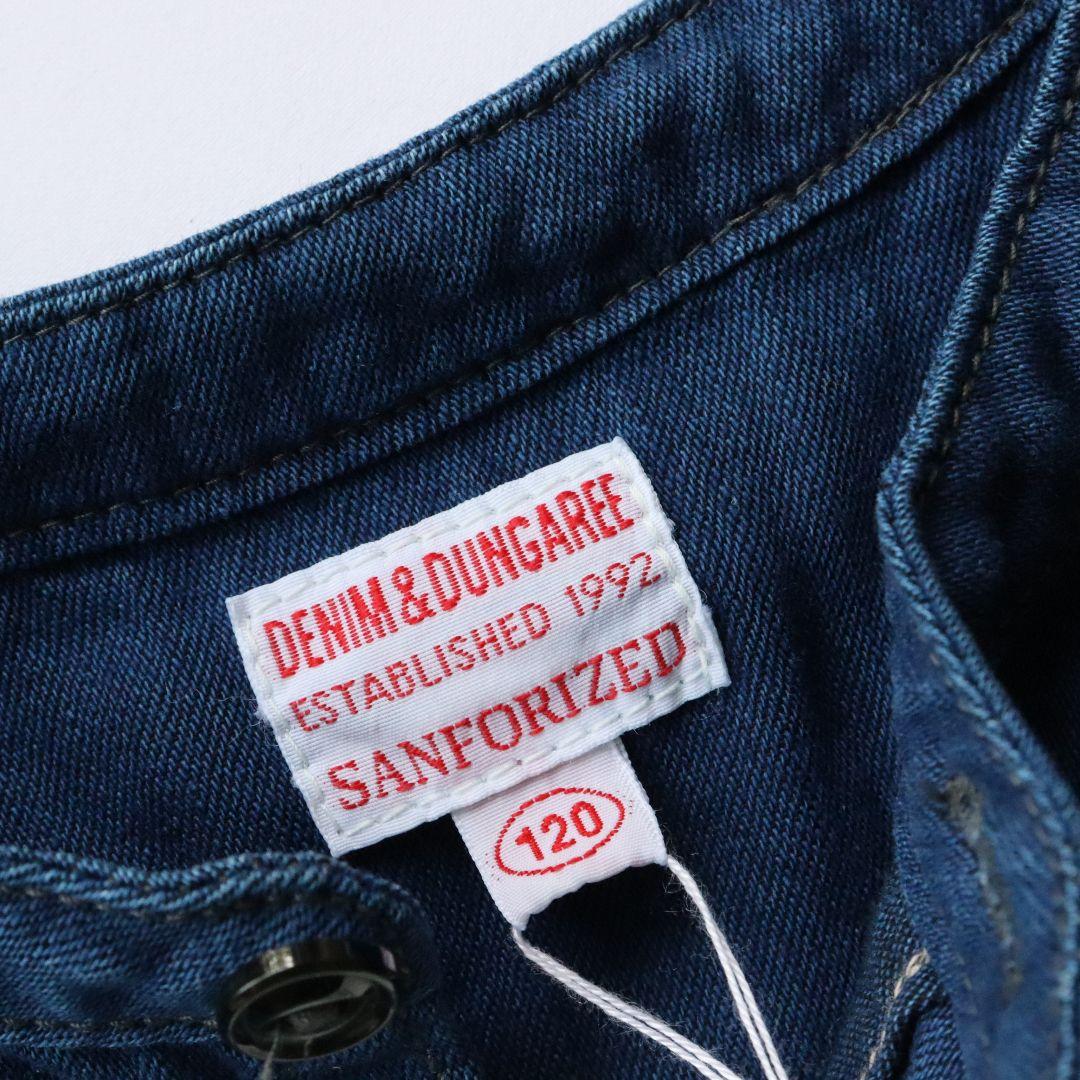 DENIM&DUNGAREE
ESTABLISHED 1992
SANFORIZED
120